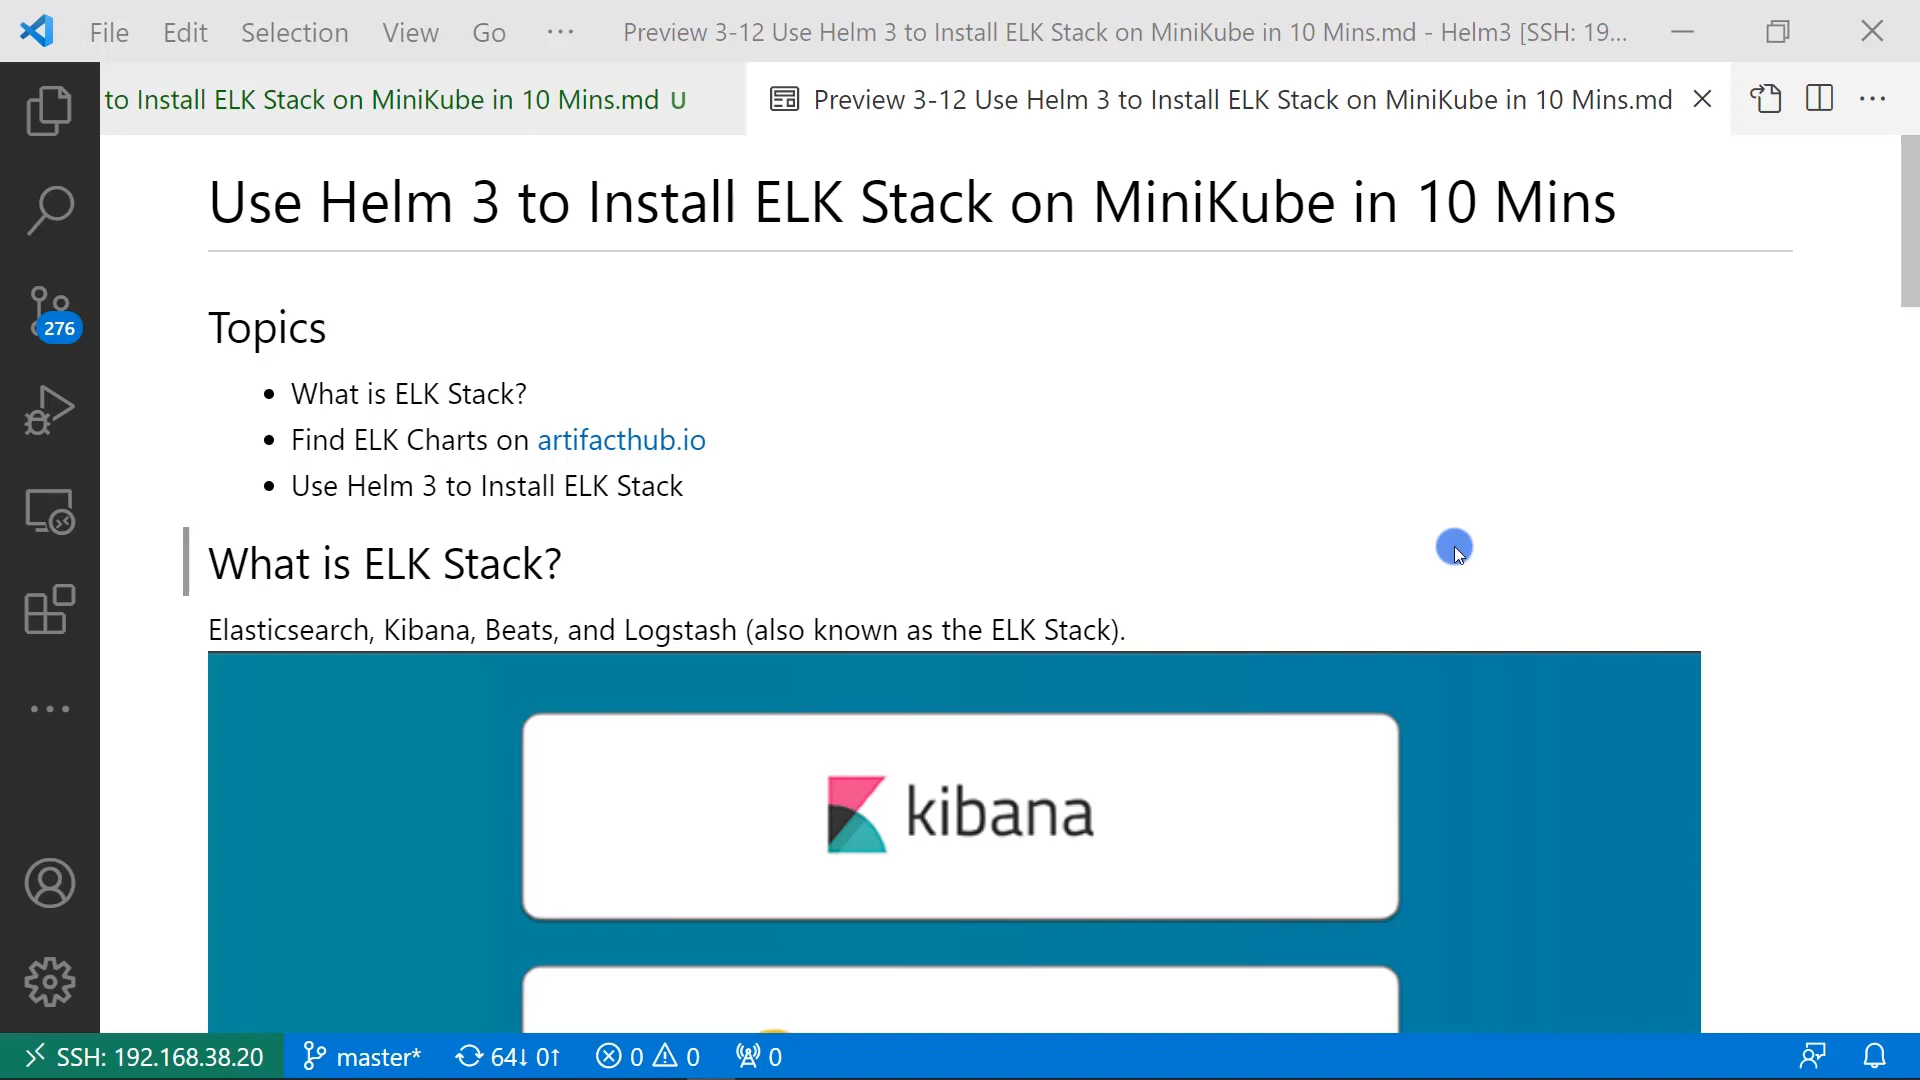 File Edit Selection View Go ··· Preview 3-12 Use Helm 3 to Install ELK Stack on MiniKube in 10 Mins.md - Helm3 [SSH: 19...
to Install ELK Stack on MiniKube in 10 Mins.md U
Preview 3-12 Use Helm 3 to Install ELK Stack on MiniKube in 10 Mins.md
Use Helm 3 to Install ELK Stack on MiniKube in 10 Mins
Topics
• What is ELK Stack?
• Find ELK Charts on artifacthub.io
• Use Helm 3 to Install ELK Stack
276
What is ELK Stack?
Elasticsearch, Kibana, Beats, and Logstash (also known as the ELK Stack).
kibana
SSH: 192.168.38.20 master* 64↓ 0↑ 0 0 0